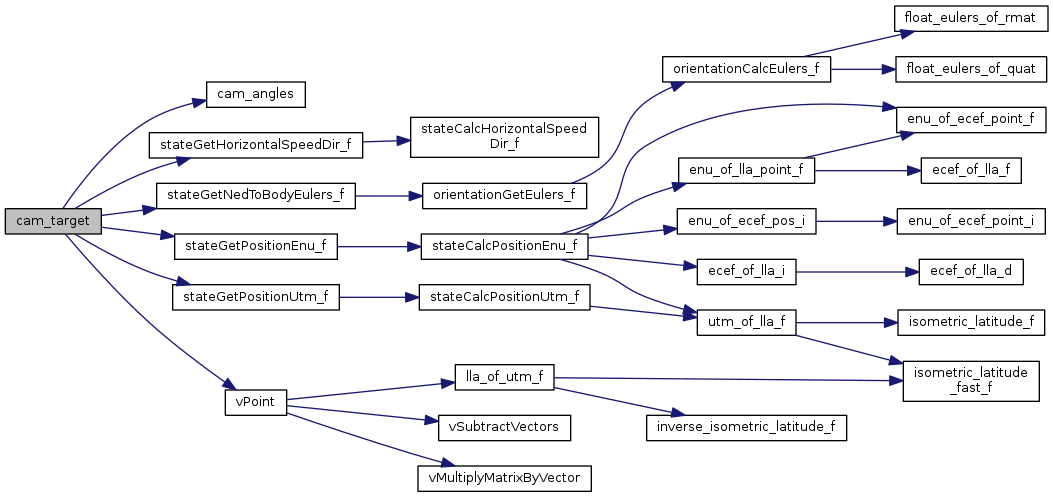 float_eulers_of_rmat
orientationCalcEulers_f
float_eulers_of_quat
cam_angles
enu_of_ecef_point_f
stateCalcHorizontalSpeed
Dir_f
stateGetHorizontalSpeedDir_f
enu_of_lla_point_f
ecef_of_lla_f
stateGetNedToBodyEulers_f
orientationGetEulers_f
cam_target
enu_of_ecef_pos_i
enu_of_ecef_point_i
stateGetPositionEnu_f
stateCalcPositionEnu_f
ecef_of_lla_i
ecef_of_lla_d
stateGetPositionUtm_f
stateCalcPositionUtm_f
utm_of_lla_f
isometric_latitude_f
lla_of_utm_f
isometric_latitude
_fast_f
vPoint
vSubtractVectors
inverse_isometric_latitude_f
vMultiplyMatrixByVector